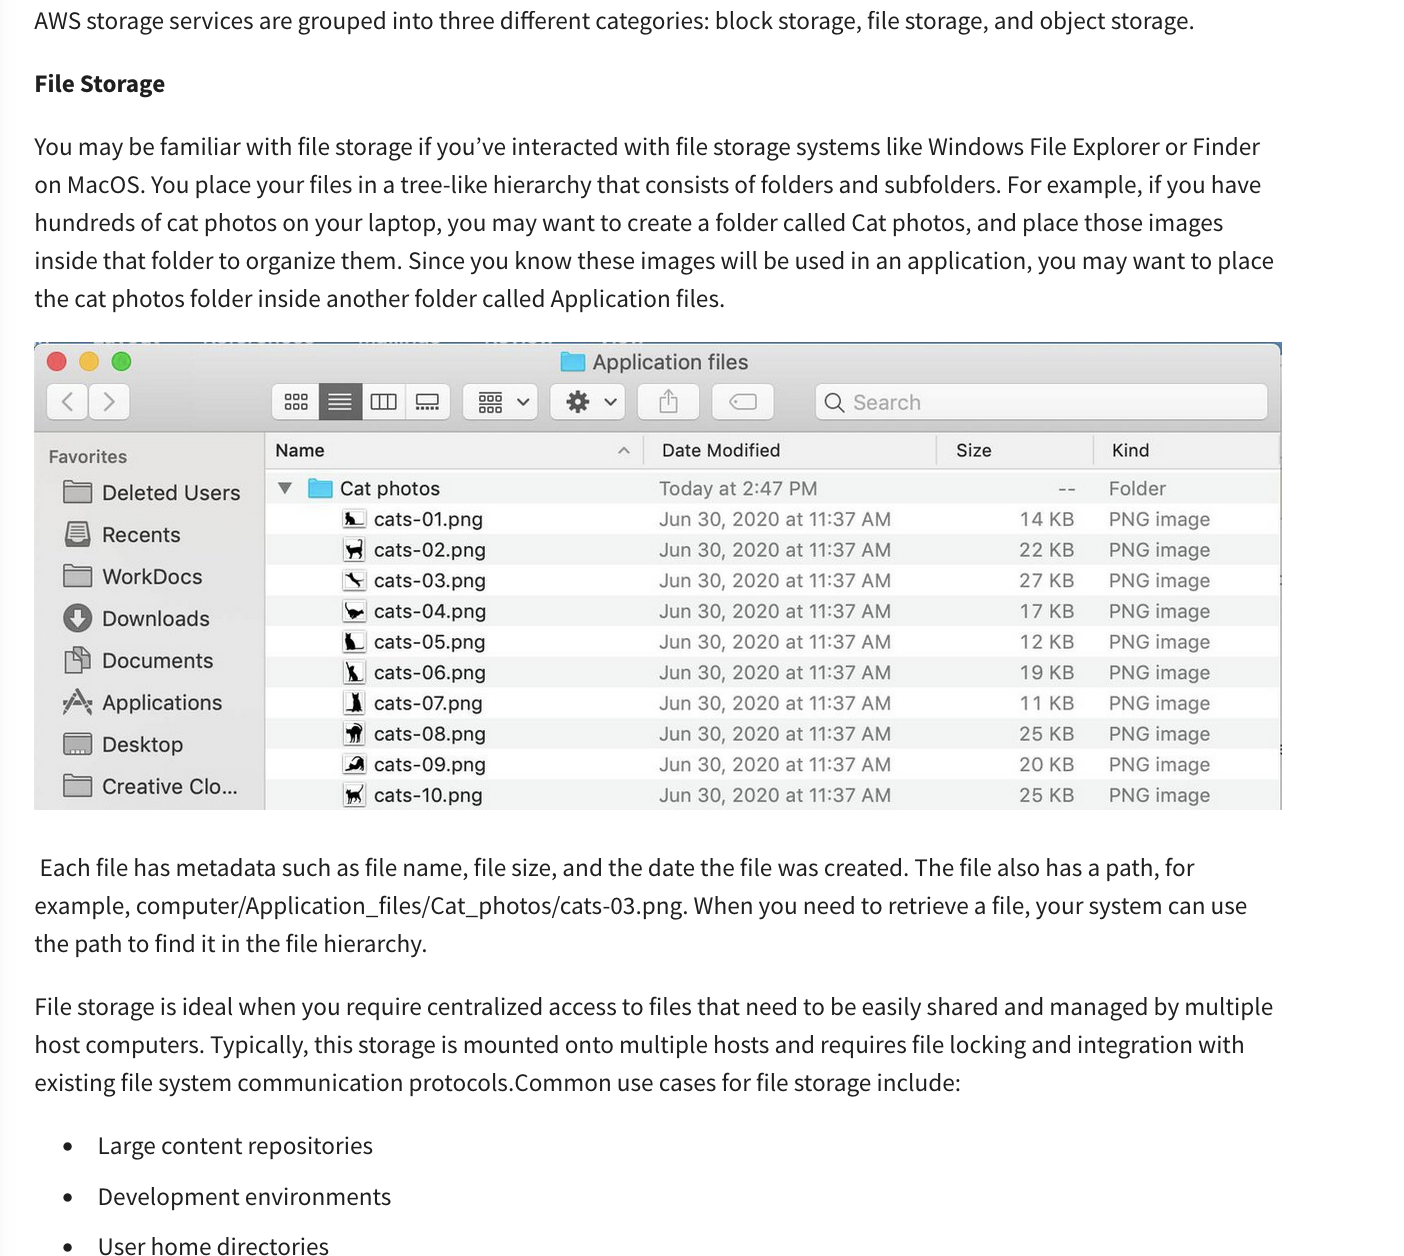 AWS storage services are grouped into three different categories: block storage, file storage, and object storage.
File Storage
You may be familiar with file storage if you’ve interacted with file storage systems like Windows File Explorer or Finder
on MacOS. You place your files in a tree-like hierarchy that consists of folders and subfolders. For example, if you have
hundreds of cat photos on your laptop, you may want to create a folder called Cat photos, and place those images
inside that folder to organize them. Since you know these images will be used in an application, you may want to place
the cat photos folder inside another folder called Application files.
Application files
Search
Favorites
Deleted Users
Recents
WorkDocs
Downloads
Documents
Applications
Desktop
Creative Clo...
Name Date Modified Size Kind
Cat photos Today at 2:47 PM -- Folder
cats-01.png Jun 30, 2020 at 11:37 AM 14 KB PNG image
cats-02.png Jun 30, 2020 at 11:37 AM 22 KB PNG image
cats-03.png Jun 30, 2020 at 11:37 AM 27 KB PNG image
cats-04.png Jun 30, 2020 at 11:37 AM 17 KB PNG image
cats-05.png Jun 30, 2020 at 11:37 AM 12 KB PNG image
cats-06.png Jun 30, 2020 at 11:37 AM 19 KB PNG image
cats-07.png Jun 30, 2020 at 11:37 AM 11 KB PNG image
cats-08.png Jun 30, 2020 at 11:37 AM 25 KB PNG image
cats-09.png Jun 30, 2020 at 11:37 AM 20 KB PNG image
cats-10.png Jun 30, 2020 at 11:37 AM 25 KB PNG image
Each file has metadata such as file name, file size, and the date the file was created. The file also has a path, for
example, computer/Application_files/Cat_photos/cats-03.png. When you need to retrieve a file, your system can use
the path to find it in the file hierarchy.
File storage is ideal when you require centralized access to files that need to be easily shared and managed by multiple
host computers. Typically, this storage is mounted onto multiple hosts and requires file locking and integration with
existing file system communication protocols.Common use cases for file storage include:
• Large content repositories
• Development environments
• User home directories